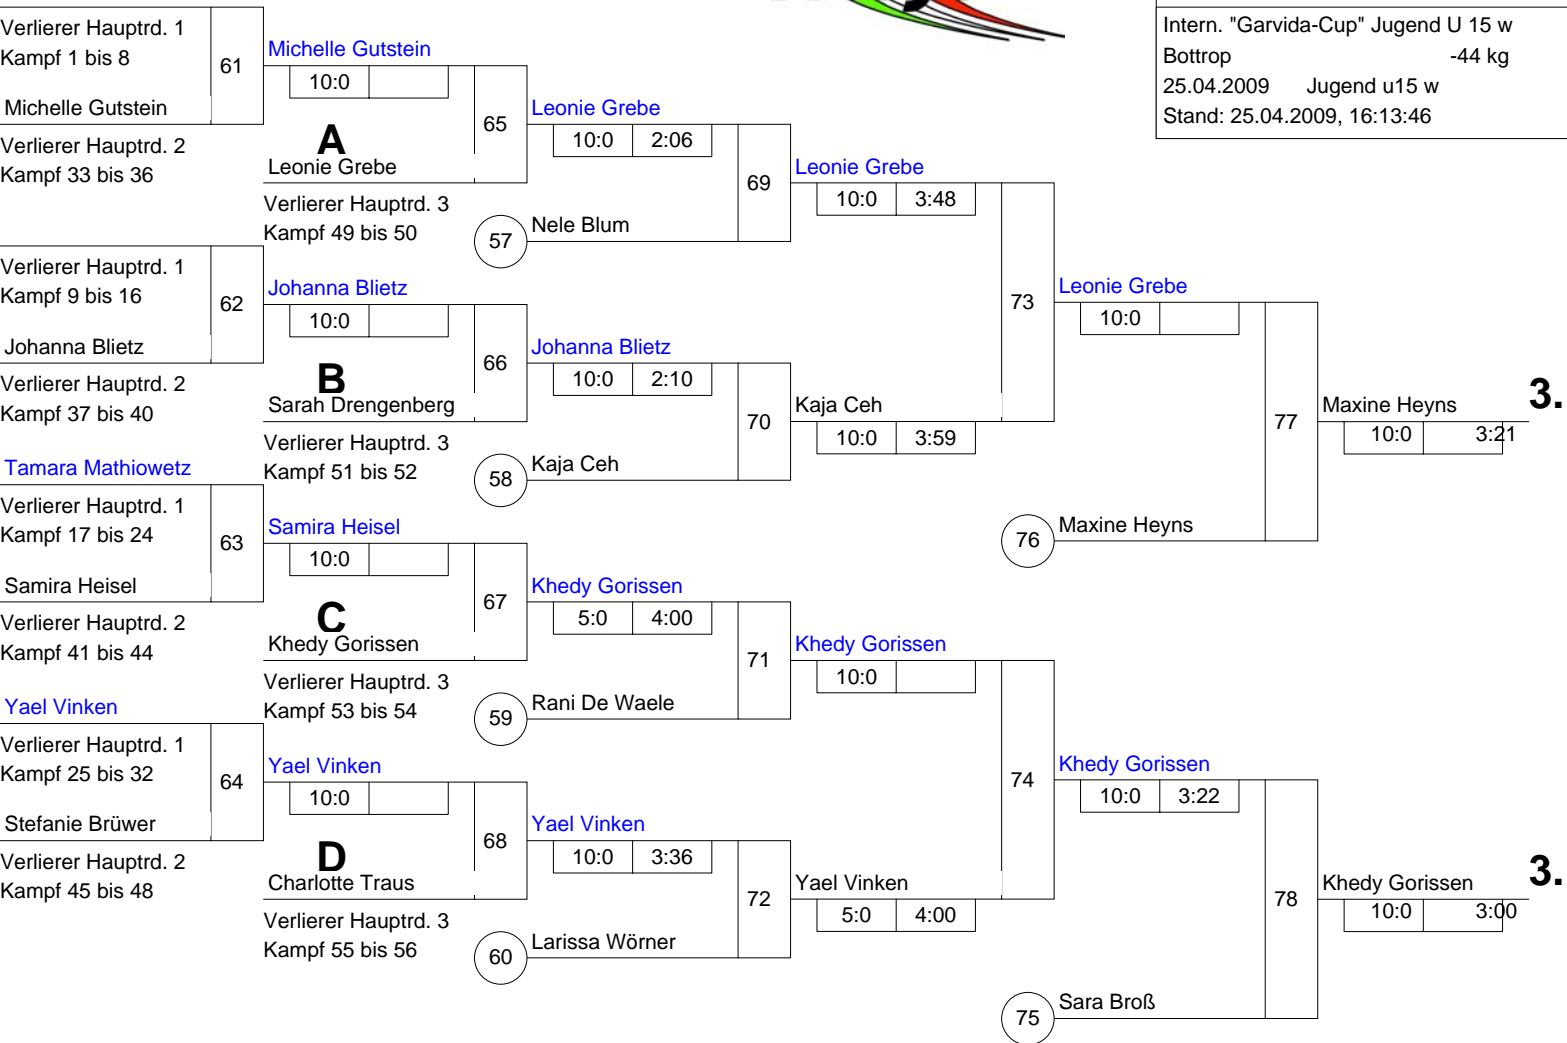 Intern. "Garvida-Cup" Jugend U 15 w
Bottrop -44 kg
25.04.2009 Jugend u15 w
Stand: 25.04.2009, 16:13:46
Verlierer Hauptrd. 1
Kampf 1 bis 8
61
Michelle Gutstein
Verlierer Hauptrd. 2
Kampf 33 bis 36
Verlierer Hauptrd. 1
Kampf 9 bis 16
62
Johanna Blietz
Verlierer Hauptrd. 2
Kampf 37 bis 40
Tamara Mathiowetz
Verlierer Hauptrd. 1
Kampf 17 bis 24
63
Samira Heisel
Verlierer Hauptrd. 2
Kampf 41 bis 44
Yael Vinken
Verlierer Hauptrd. 1
Kampf 25 bis 32
64
Stefanie Brüwer
Verlierer Hauptrd. 2
Kampf 45 bis 48
Michelle Gutstein
10:0
A
65
Leonie Grebe
Verlierer Hauptrd. 3
Kampf 49 bis 50
Johanna Blietz
10:0
B
66
Sarah Drengenberg
Verlierer Hauptrd. 3
Kampf 51 bis 52
Samira Heisel
10:0
C
67
Khedy Gorissen
Verlierer Hauptrd. 3
Kampf 53 bis 54
Yael Vinken
10:0
D
68
Charlotte Traus
Verlierer Hauptrd. 3
Kampf 55 bis 56
Leonie Grebe
10:0 2:06
69
57 Nele Blum
Johanna Blietz
10:0 2:10
70
58 Kaja Ceh
Khedy Gorissen
5:0 4:00
71
59 Rani De Waele
Yael Vinken
10:0 3:36
72
60 Larissa Wörner
Leonie Grebe
10:0 3:48
73
Kaja Ceh
10:0 3:59
Khedy Gorissen
10:0
74
Yael Vinken
5:0 4:00
Leonie Grebe
10:0
77
76 Maxine Heyns
Khedy Gorissen
10:0 3:22
78
75 Sara Broß
Maxine Heyns 3.
10:0 3:21
Khedy Gorissen 3.
10:0 3:00